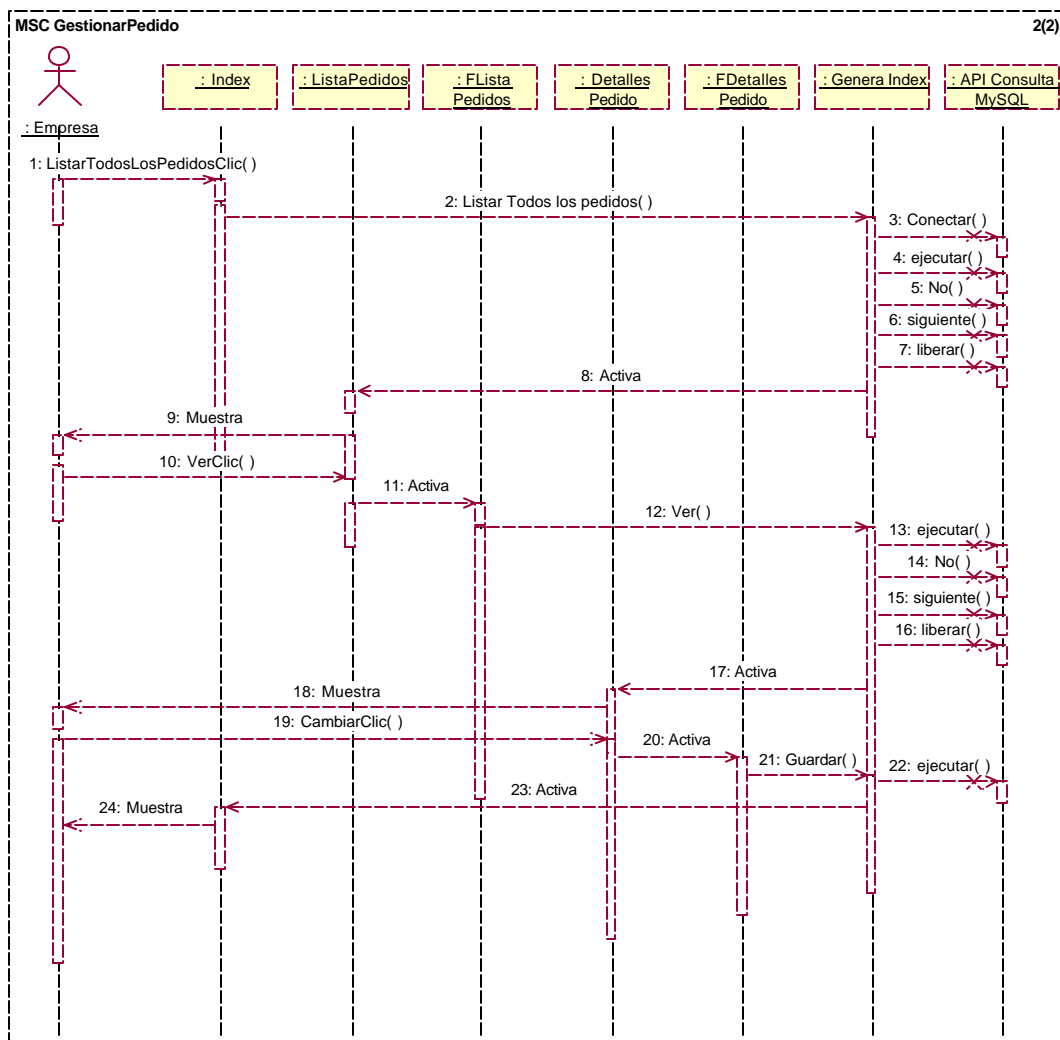 MSC GestionarPedido
2(2)
: Empresa
: Index
: ListaPedidos
: FLista
Pedidos
: Detalles
Pedido
: FDetalles
Pedido
: Genera Index
: API Consulta
MySQL
1: ListarTodosLosPedidosClic( )
2: Listar Todos los pedidos( )
3: Conectar( )
4: ejecutar( )
5: No( )
6: siguiente( )
7: liberar( )
8: Activa
9: Muestra
10: VerClic( )
11: Activa
12: Ver( )
13: ejecutar( )
14: No( )
15: siguiente( )
16: liberar( )
17: Activa
18: Muestra
19: CambiarClic( )
20: Activa
21: Guardar( )
22: ejecutar( )
23: Activa
24: Muestra